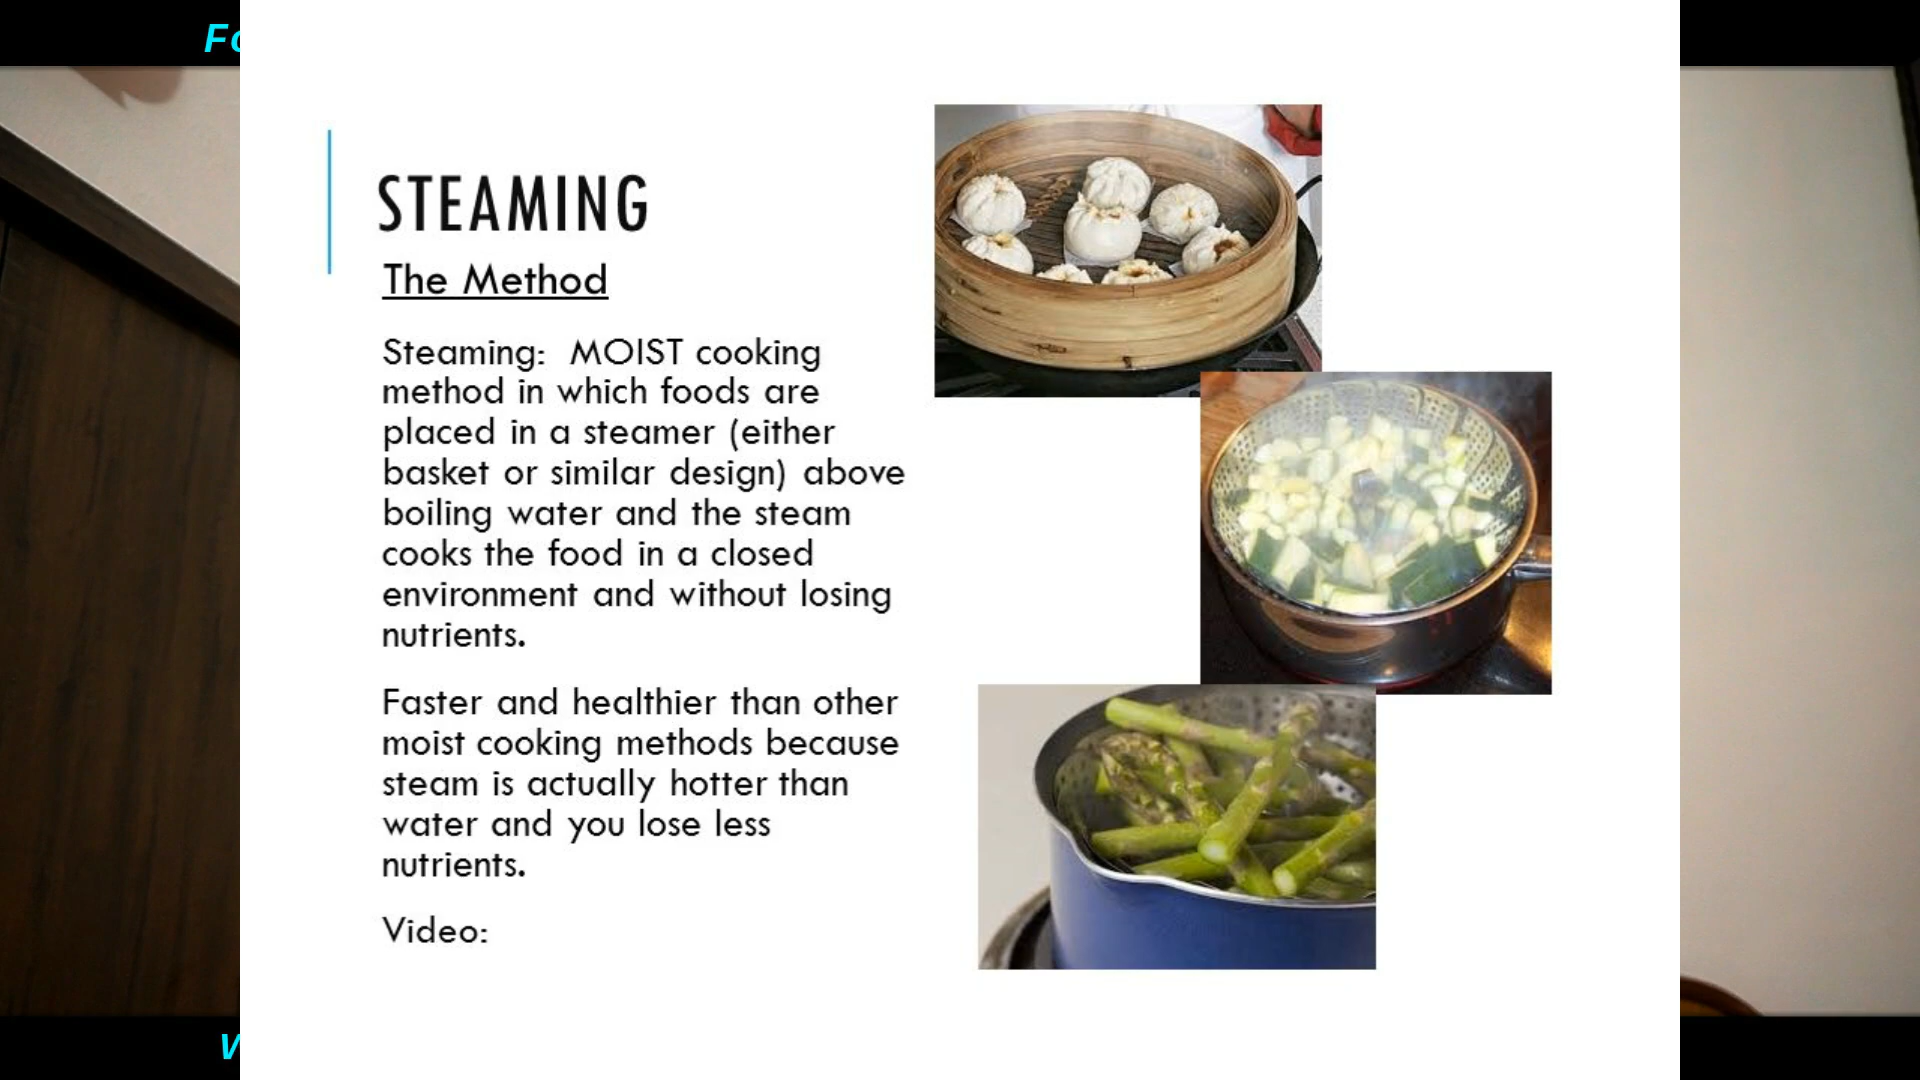 Fo
STEAMING
The Method
Steaming:  MOIST cooking
method in which foods are
placed in a steamer (either
basket or similar design) above
boiling water and the steam
cooks the food in a closed
environment and without losing
nutrients.
Faster and healthier than other
moist cooking methods because
steam is actually hotter than
water and you lose less
nutrients.
Video: